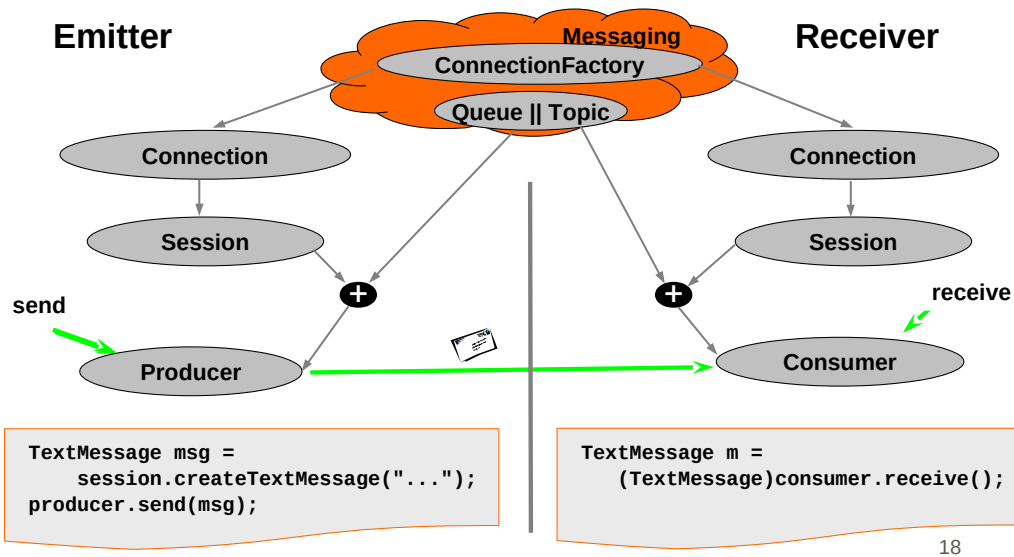 Emitter
Messaging
Receiver
ConnectionFactory
Queue || Topic
Connection
Connection
Session
Session
+
+
send
receive
Producer
Consumer
TextMessage msg =
session.createTextMessage("...");
producer.send(msg);
TextMessage m =
(TextMessage)consumer.receive();
18